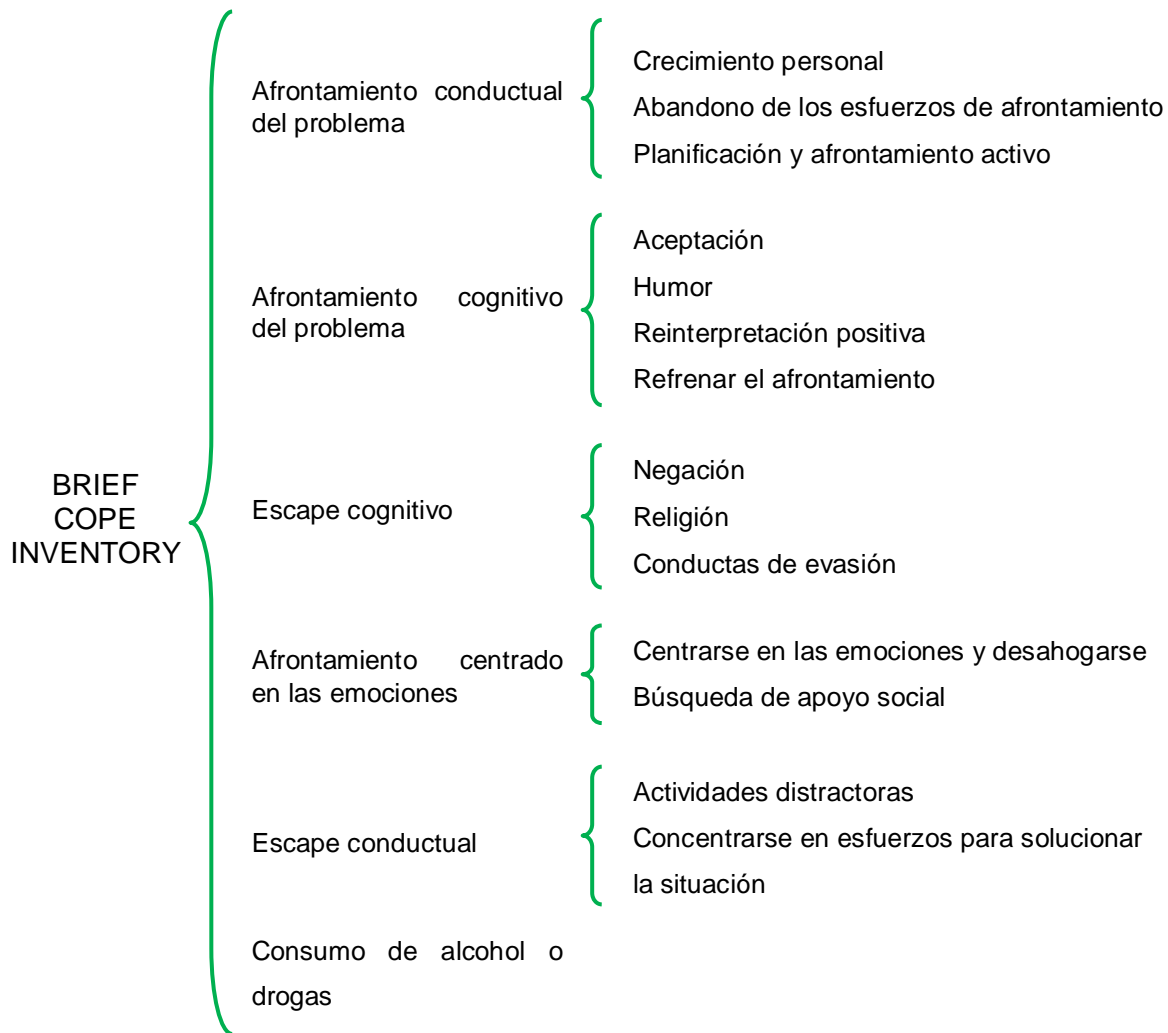 BRIEF
COPE
INVENTORY
Afrontamiento conductual
del problema
Crecimiento personal
Abandono de los esfuerzos de afrontamiento
Planificación y afrontamiento activo
Afrontamiento cognitivo
del problema
Aceptación
Humor
Reinterpretación positiva
Refrenar el afrontamiento
Escape cognitivo
Negación
Religión
Conductas de evasión
Afrontamiento centrado
en las emociones
Centrarse en las emociones y desahogarse
Búsqueda de apoyo social
Escape conductual
Actividades distractoras
Concentrarse en esfuerzos para solucionar
la situación
Consumo de alcohol o
drogas